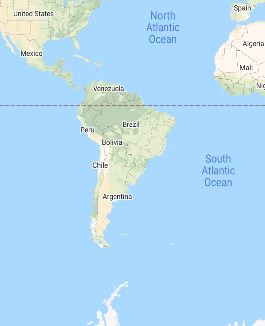 United States
North
Atlantic
Ocean
Spain
Algeria
Mexico
Mali
Venezuela
Peru
Brazil
Bolivia
Chile
South
Atlantic
Ocean
Argentina